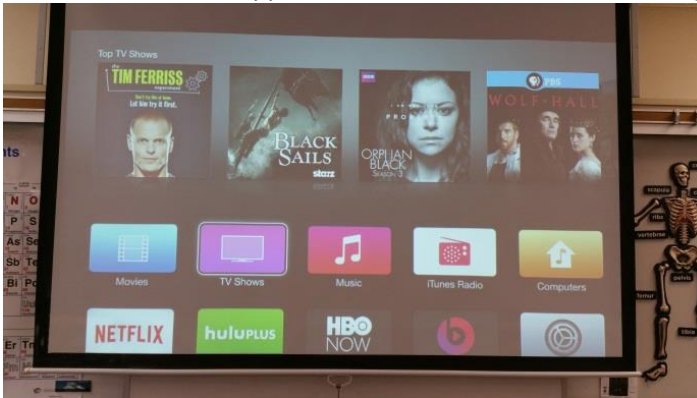 Top TV Shows
the
TIM FERRISS
experiment
Let him try it first.
BLACK
SAILS
starz
BBC
ORPHAN
BLACK
SEASON 3
PBS
WOLF HALL
Movies
TV Shows
Music
iTunes Radio
Computers
NETFLIX
huluPLUS
HBO
NOW
nts
N O
P S
As Se
Sb Te
Bi Po
Er Tm
scapula
ribs
vertebrae
pelvis
femur
tibia